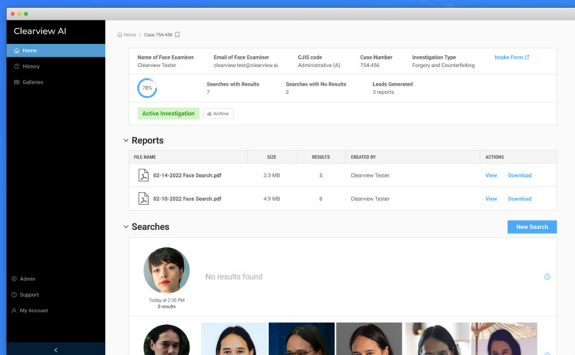 Clearview AI
Home
History
Galleries
Admin
Support
My Account
Home / Case 754-456
Name of Face Examiner
Clearview Tester
Email of Face Examiner
clearview.test@clearview.ai
CJIS code
Administrative (A)
Case Number
754-456
Investigation Type
Forgery and Counterfeiting
Intake Form
78%
Searches with Results
7
Searches with No Results
2
Leads Generated
3 reports
Active Investigation
Archive
Reports
FILE NAME SIZE RESULTS CREATED BY ACTIONS
02-14-2022 Face Search.pdf 3.3 MB 5 Clearview Tester View Download
02-10-2022 Face Search.pdf 4.9 MB 8 Clearview Tester View Download
Searches
New Search
No results found
Today at 2:30 PM
0 results